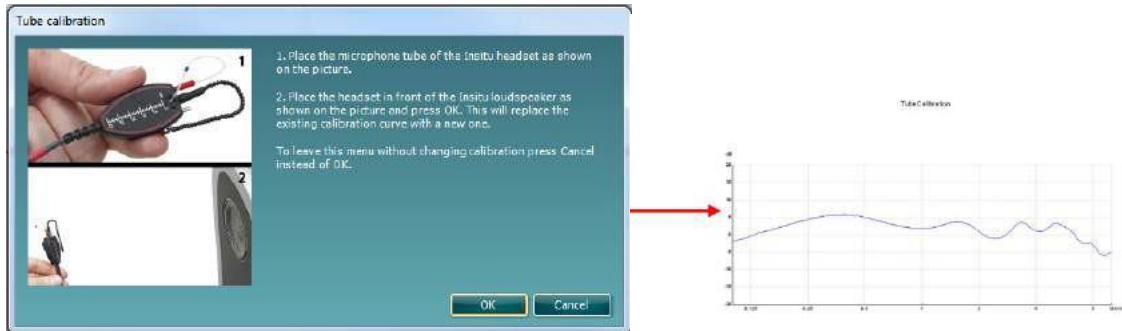 Tube calibration
1
1. Place the microphone tube of the Insitu headset as shown
on the picture.
2. Place the headset in front of the Insitu loudspeaker as
shown on the picture and press OK. This will replace the
existing calibration curve with a new one.
To leave this menu without changing calibration press Cancel
instead of OK.
2
OK
Cancel
Tube Calibration